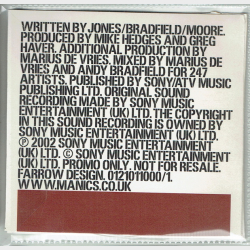 WRITTEN BY JONES/BRADFIELD/MOORE.
PRODUCED BY MIKE HEDGES AND GREG
HAVER. ADDITIONAL PRODUCTION BY
MARIUS DE VRIES. MIXED BY MARIUS DE
VRIES AND ANDY BRADFIELD FOR 247
ARTISTS. PUBLISHED BY SONY/ATV MUSIC
PUBLISHING LTD. ORIGINAL SOUND
RECORDING MADE BY SONY MUSIC
ENTERTAINMENT (UK) LTD. THE COPYRIGHT
IN THIS SOUND RECORDING IS OWNED BY
SONY MUSIC ENTERTAINMENT (UK) LTD.
℗ 2002 SONY MUSIC ENTERTAINMENT
(UK) LTD. © SONY MUSIC ENTERTAINMENT
(UK) LTD. PROMO ONLY. NOT FOR RESALE.
FARROW DESIGN. 0121011000/1.
WWW.MANICS.CO.UK